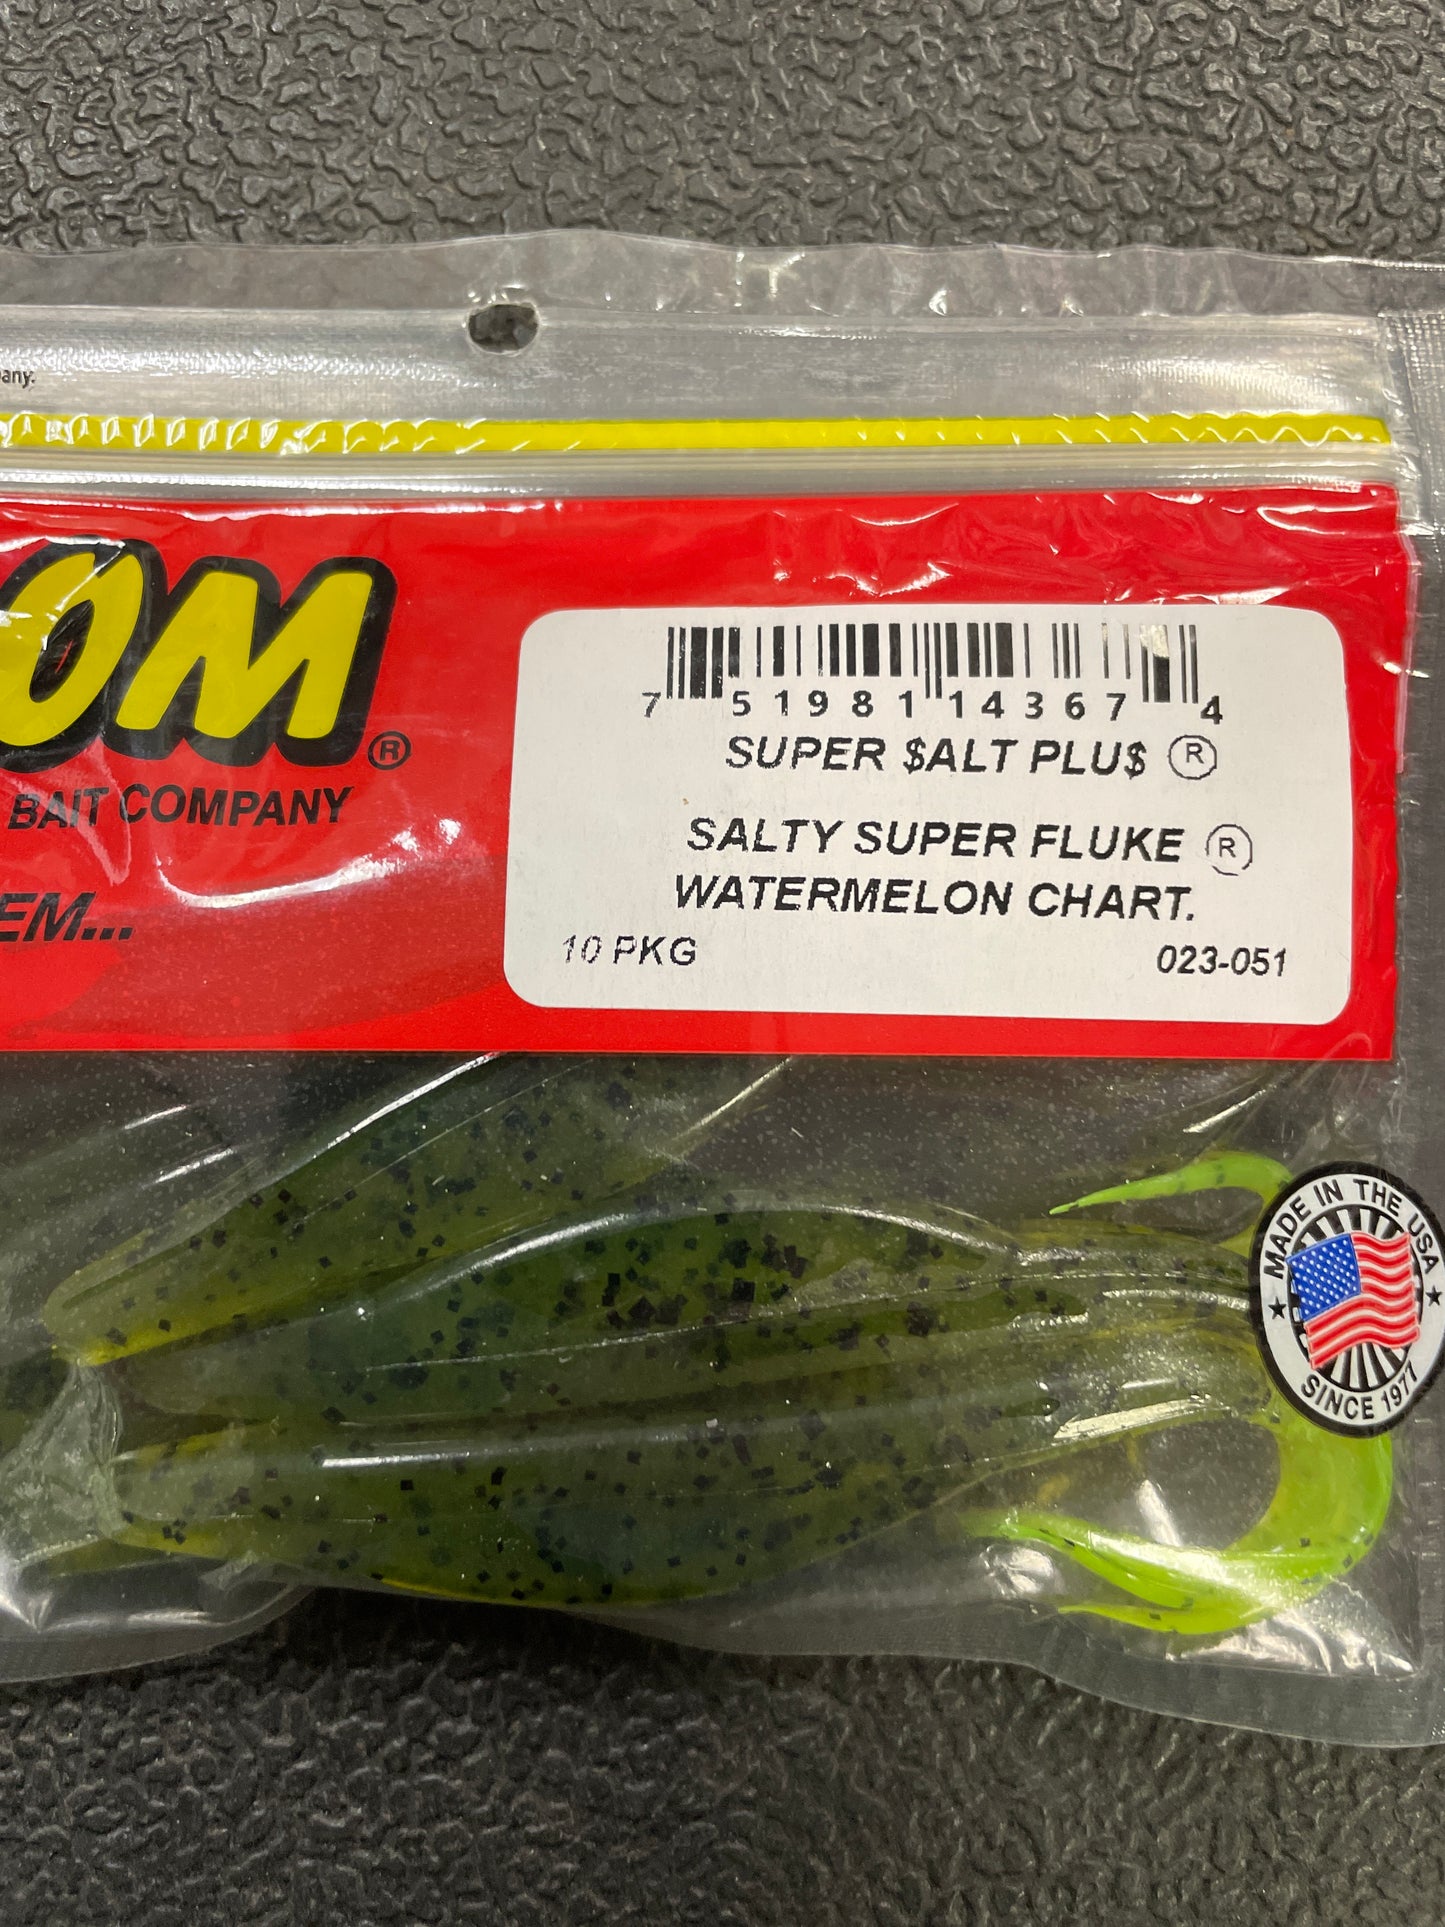 any.
OM®
BAIT COMPANY
EM...
7 51981 14367 4
SUPER $ALT PLU$ ®
SALTY SUPER FLUKE ®
WATERMELON CHART.
10 PKG 023-051
MADE IN THE USA
SINCE 1977